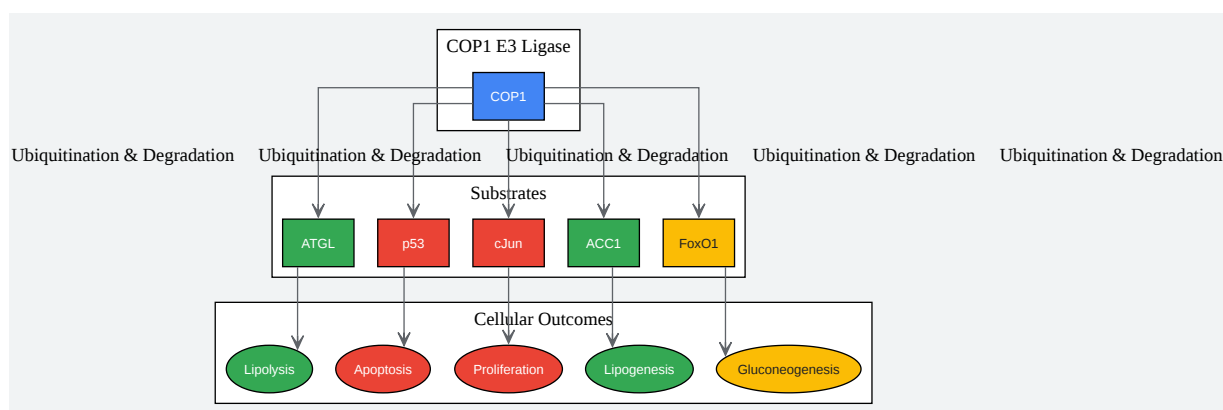 COP1 E3 Ligase
COP1
Ubiquitination & Degradation
Ubiquitination & Degradation
Ubiquitination & Degradation
Ubiquitination & Degradation
Ubiquitination & Degradation
Substrates
ATGL
p53
cJun
ACC1
FoxO1
Cellular Outcomes
Lipolysis
Apoptosis
Proliferation
Lipogenesis
Gluconeogenesis